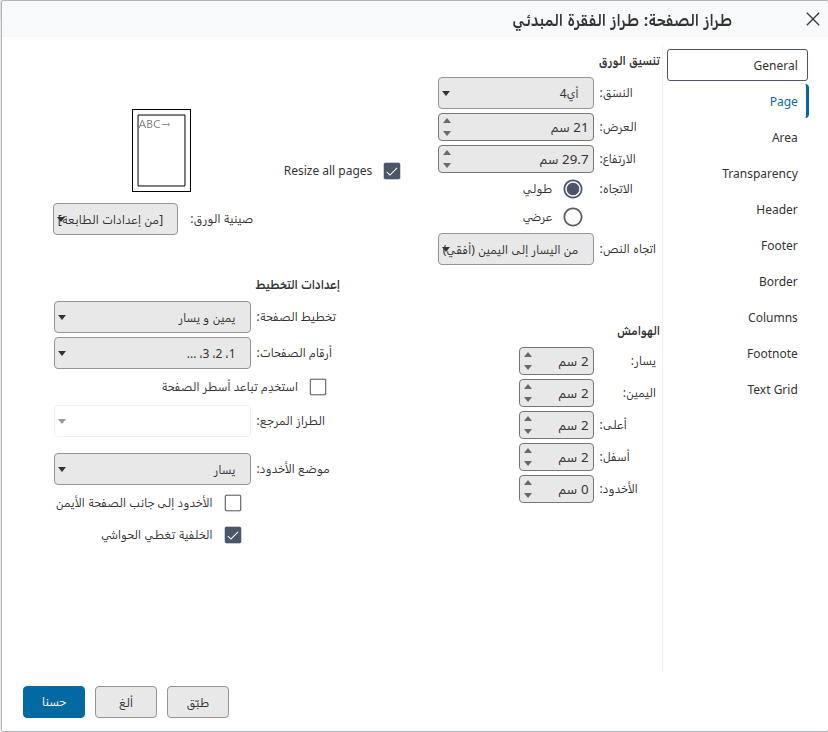 طراز الصفحة: طراز الفقرة المبدئي
General
Page
Area
Transparency
Header
Footer
Border
Columns
Footnote
Text Grid
تنسيق الورق
النسَق: أي4
العرض: 21 سم
الارتفاع: 29.7 سم
الاتجاه: طولي
عرضي
اتجاه النص: من اليسار إلى اليمين (أفقي)
ABC→
Resize all pages
صينية الورق: [من إعدادات الطابعة]
الهوامش
يسار: 2 سم
اليمين: 2 سم
أعلى: 2 سم
أسفل: 2 سم
الأخدود: 0 سم
إعدادات التخطيط
تخطيط الصفحة: يمين و يسار
أرقام الصفحات: 1، 2، 3، ...
استخدِم تباعد أسطر الصفحة
الطراز المرجع:
موضع الأخدود: يسار
الأخدود إلى جانب الصفحة الأيمن
الخلفية تغطي الحواشي
طبّق
ألغ
حسنا